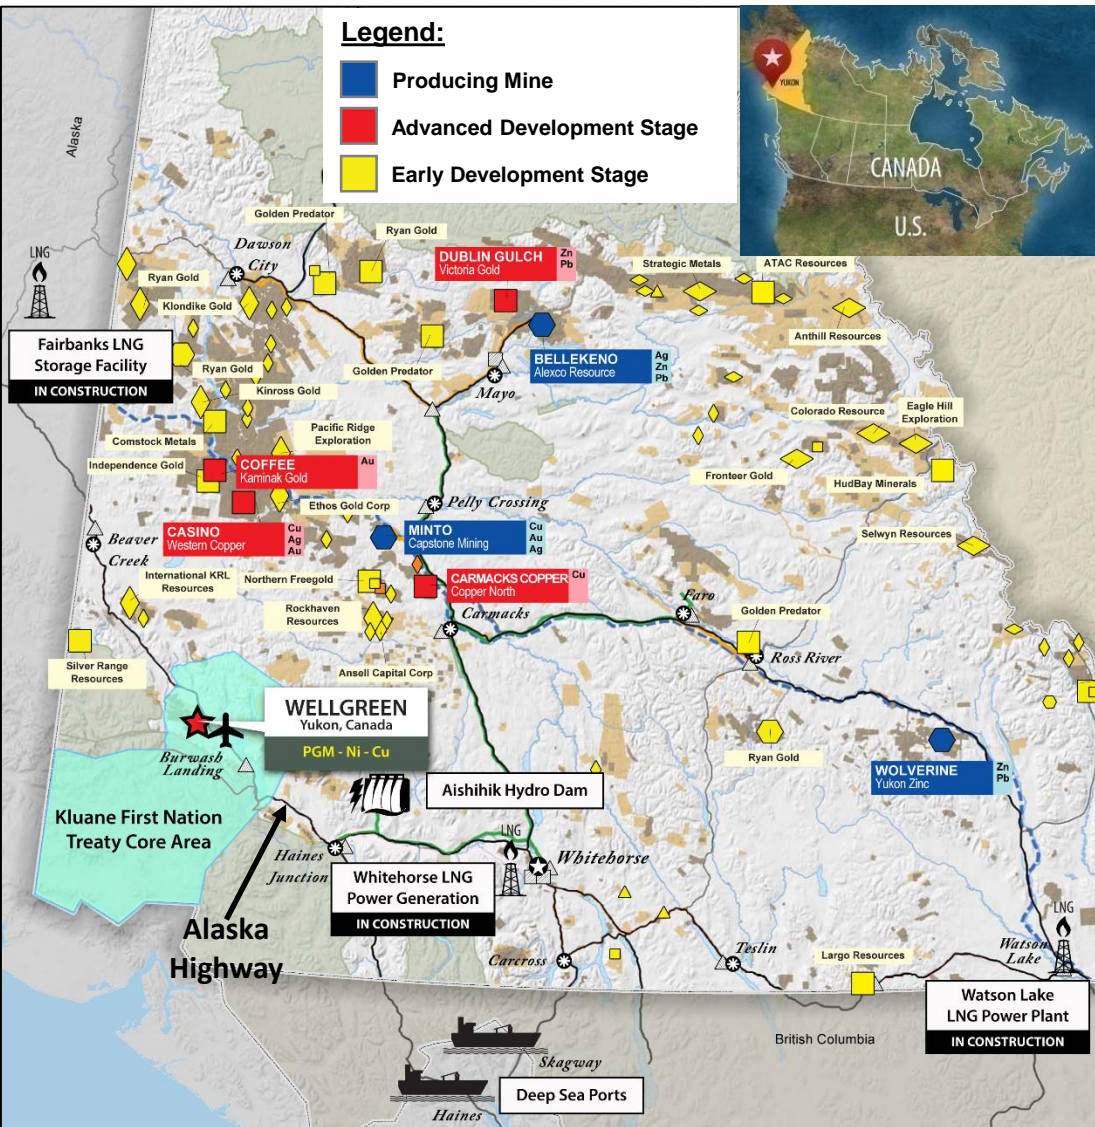 Legend:
Producing Mine
Advanced Development Stage
Early Development Stage
YUKON
CANADA
U.S.
Alaska
LNG
Fairbanks LNG
Storage Facility
IN CONSTRUCTION
Golden Predator
Ryan Gold
Dawson
City
DUBLIN GULCH
Victoria Gold
Zn
Pb
Strategic Metals
ATAC Resources
Ryan Gold
Klondike Gold
Anthill Resources
Ryan Gold
Golden Predator
BELLEKENO
Alexco Resource
Ag
Zn
Pb
Mayo
Kinross Gold
Colorado Resource
Eagle Hill
Exploration
Comstock Metals
Pacific Ridge
Exploration
Independence Gold
COFFEE
Kaminak Gold
Au
Fronteer Gold
HudBay Minerals
Ethos Gold Corp
Pelly Crossing
CASINO
Western Copper
Cu
Ag
Au
MINTO
Capstone Mining
Cu
Au
Ag
Selwyn Resources
Beaver
Creek
International KRL
Resources
Northern Freegold
CARMACKS COPPER
Copper North
Cu
Rockhaven
Resources
Carmacks
Faro
Golden Predator
Ross River
Silver Range
Resources
Ansell Capital Corp
WELLGREEN
Yukon, Canada
PGM - Ni - Cu
Burwash
Landing
Ryan Gold
WOLVERINE
Yukon Zinc
Zn
Pb
Aishihik Hydro Dam
Kluane First Nation
Treaty Core Area
Haines
Junction
LNG
Whitehorse
Whitehorse LNG
Power Generation
IN CONSTRUCTION
Alaska
Highway
Carcross
Teslin
Largo Resources
LNG
Watson
Lake
Watson Lake
LNG Power Plant
IN CONSTRUCTION
British Columbia
Skagway
Deep Sea Ports
Haines